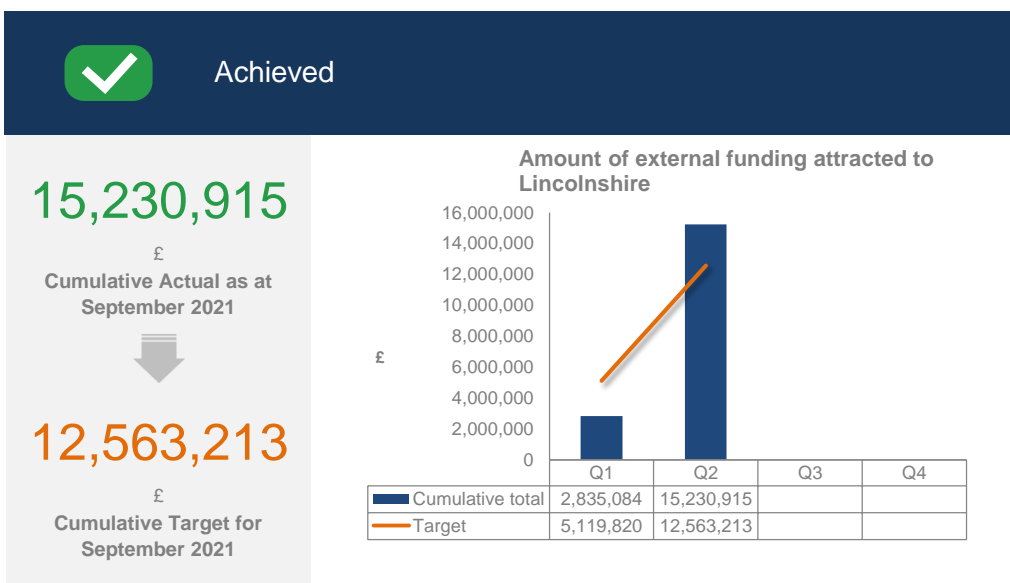 Achieved
15,230,915
£
Cumulative Actual as at
September 2021
12,563,213
£
Cumulative Target for
September 2021
Amount of external funding attracted to
Lincolnshire
£
16,000,000
14,000,000
12,000,000
10,000,000
8,000,000
6,000,000
4,000,000
2,000,000
0
Q1 Q2 Q3 Q4
Cumulative total 2,835,084 15,230,915
Target 5,119,820 12,563,213